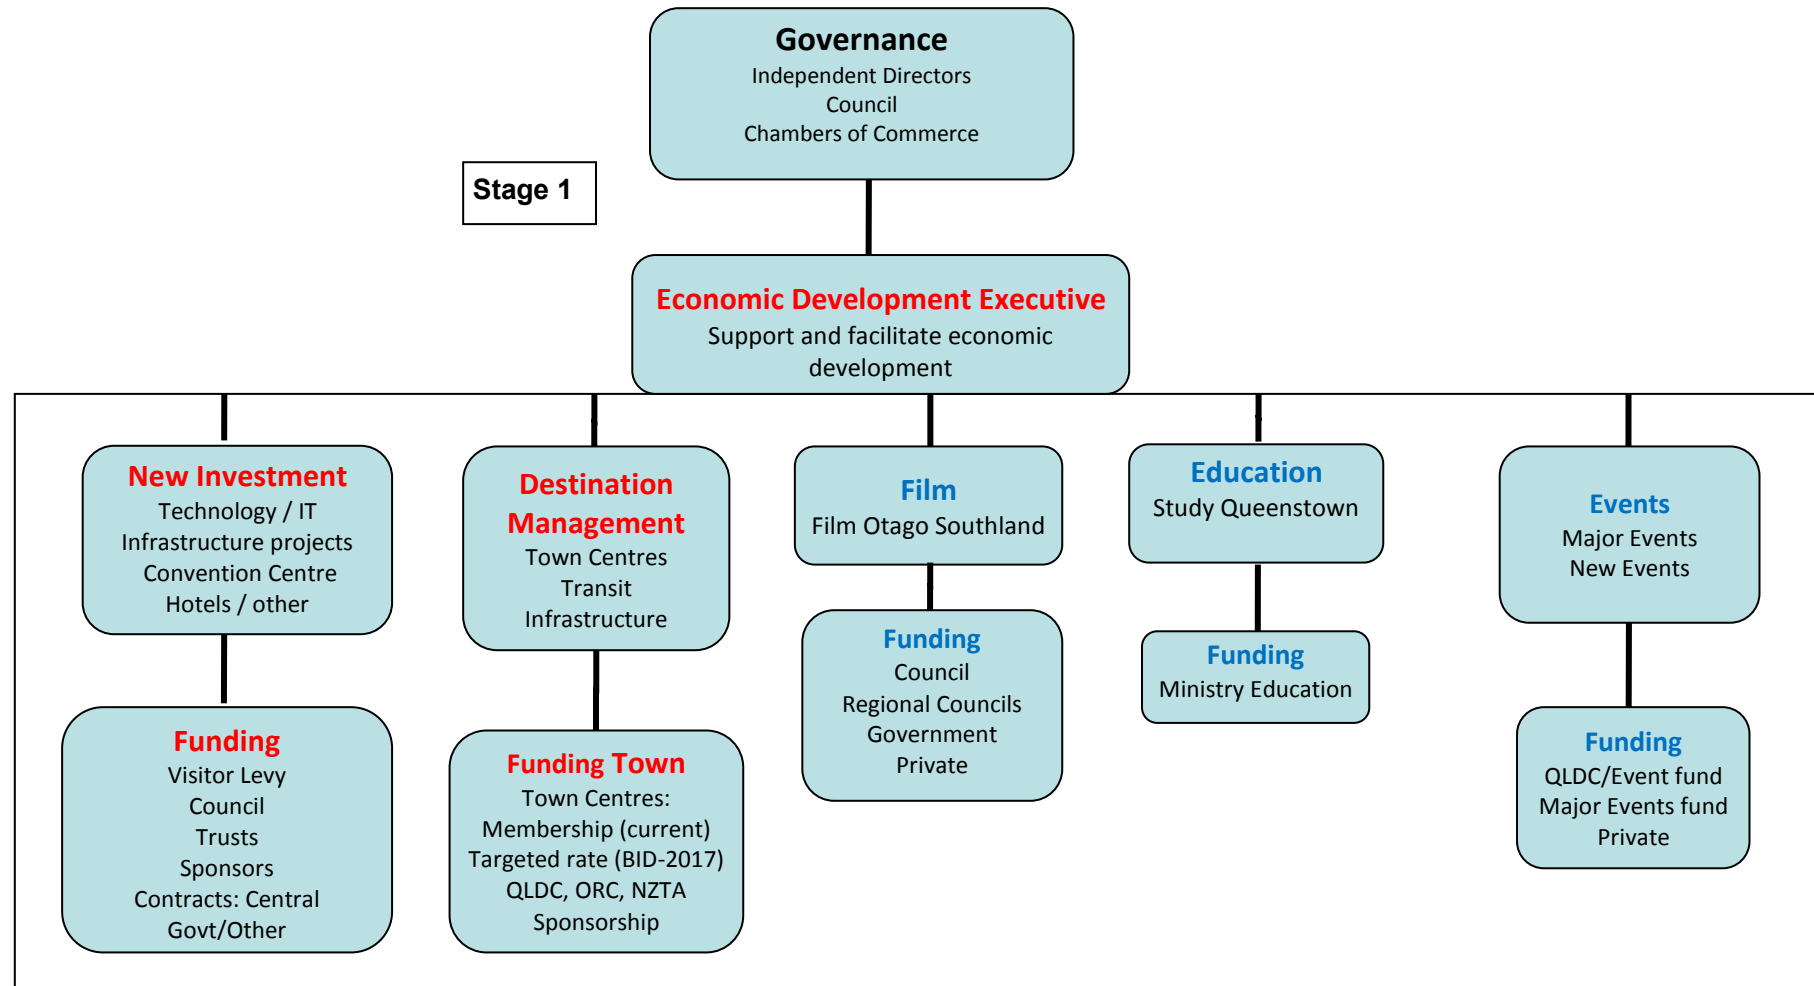 Governance
Independent Directors
Council
Chambers of Commerce
Stage 1
Economic Development Executive
Support and facilitate economic
development
New Investment
Technology / IT
Infrastructure projects
Convention Centre
Hotels / other
Destination
Management
Town Centres
Transit
Infrastructure
Film
Film Otago Southland
Education
Study Queenstown
Events
Major Events
New Events
Funding
Visitor Levy
Council
Trusts
Sponsors
Contracts: Central
Govt/Other
Funding Town
Town Centres:
Membership (current)
Targeted rate (BID-2017)
QLDC, ORC, NZTA
Sponsorship
Funding
Council
Regional Councils
Government
Private
Funding
Ministry Education
Funding
QLDC/Event fund
Major Events fund
Private